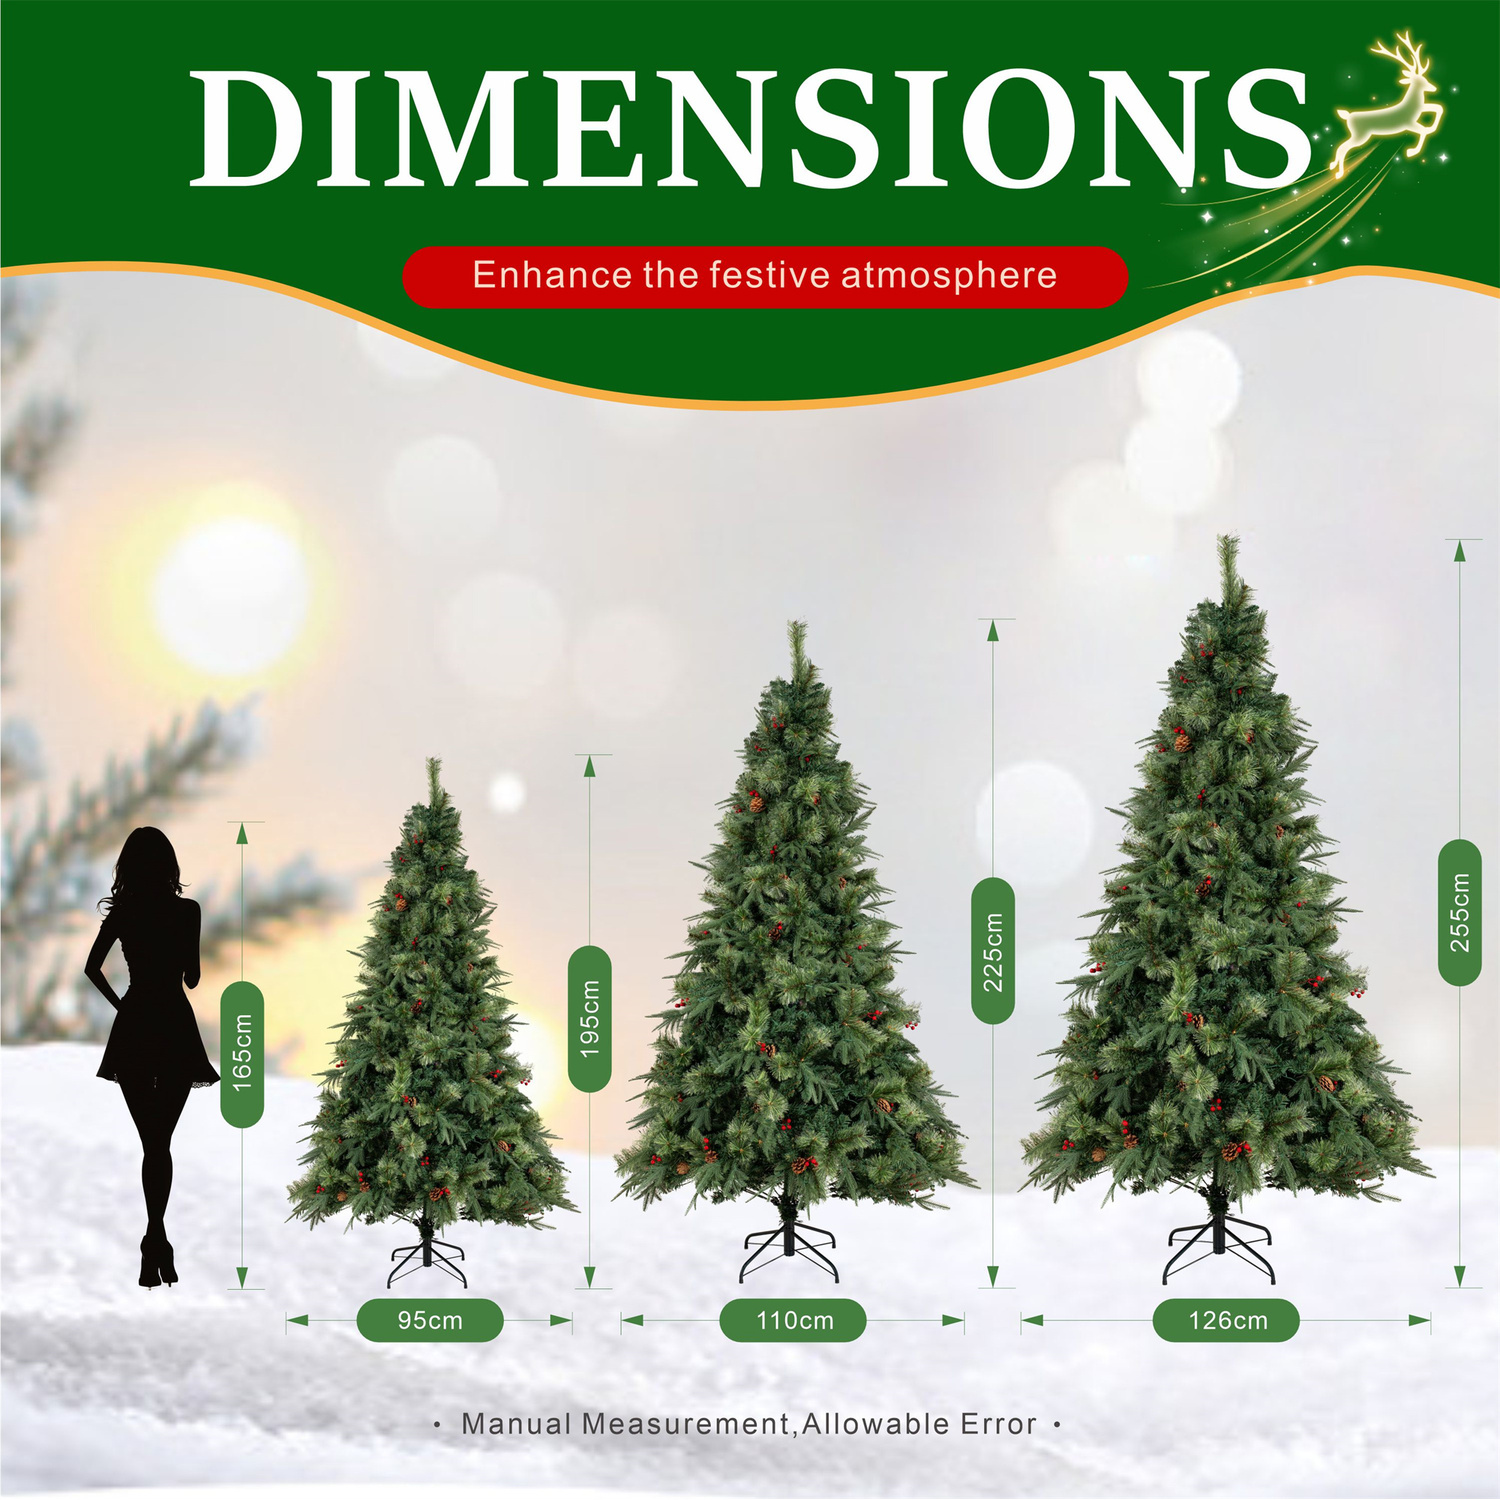 DIMENSIONS
Enhance the festive atmosphere
165cm
195cm
225cm
255cm
95cm
110cm
126cm
• Manual Measurement,Allowable Error •